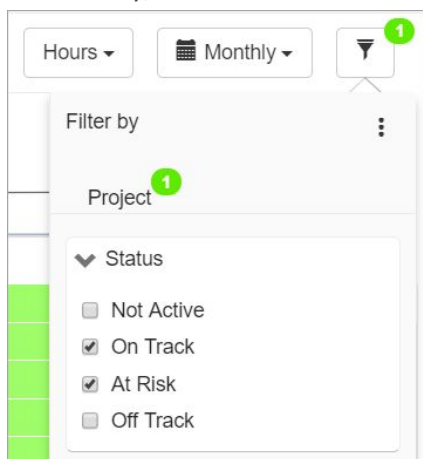 Hours Monthly 1
Filter by
Project 1
Status
Not Active
On Track
At Risk
Off Track